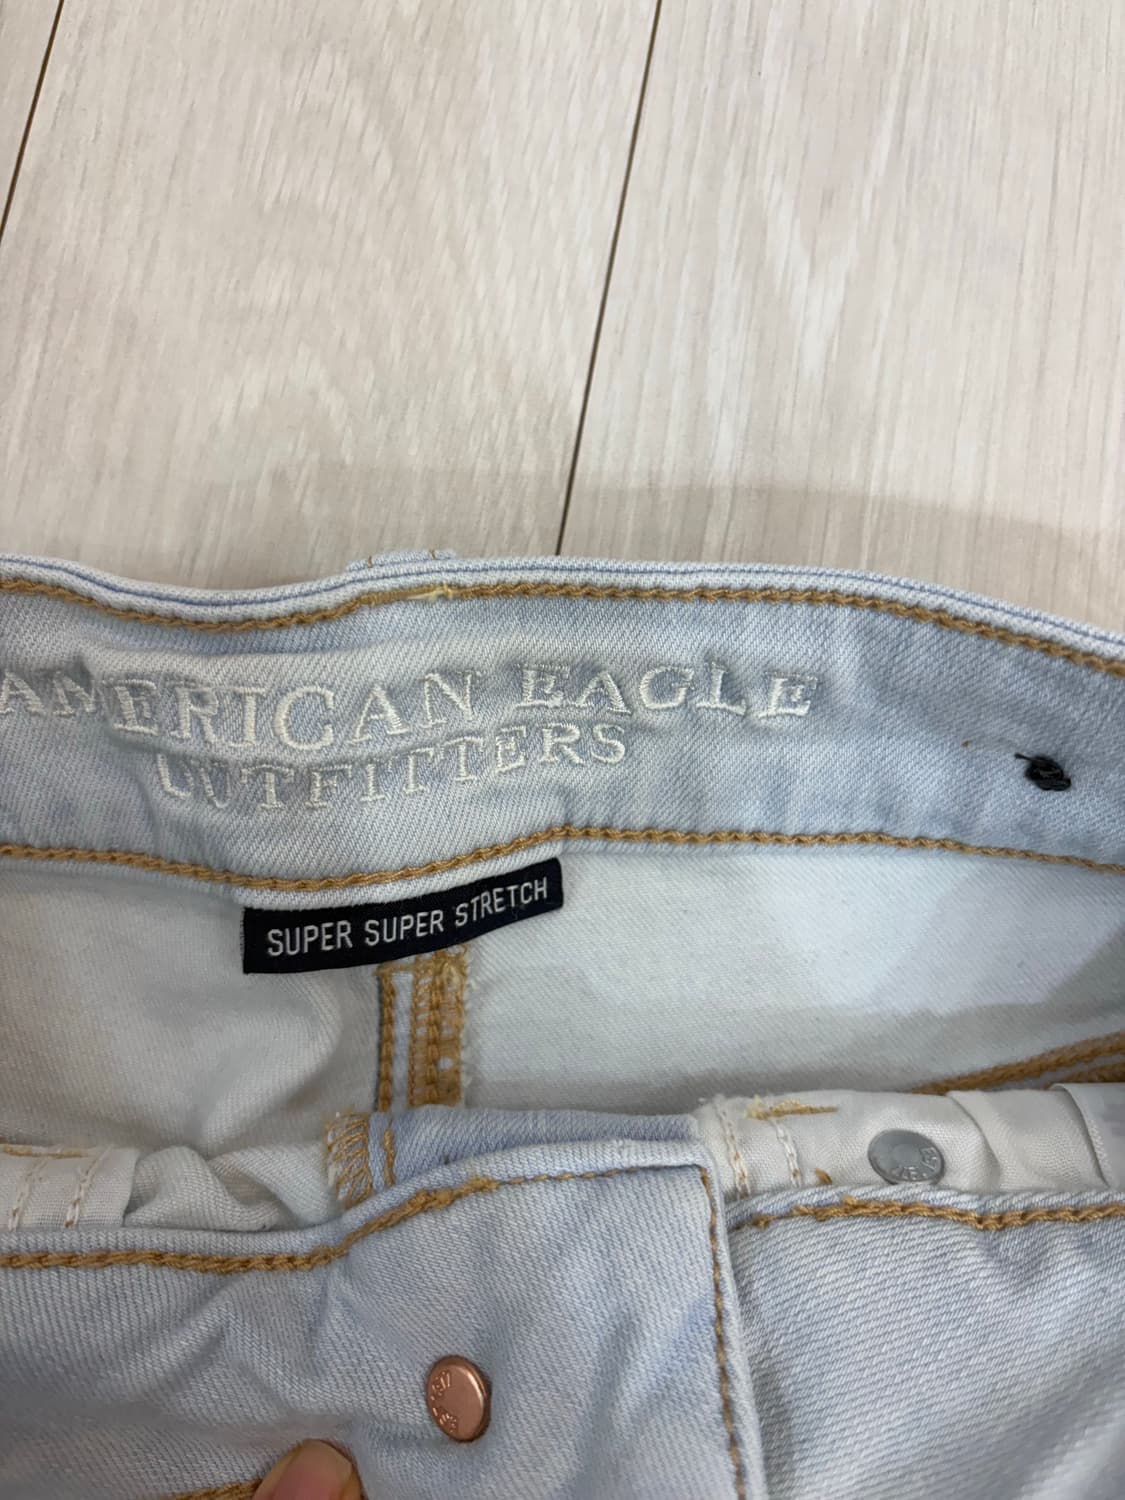 AMERICAN EAGLE
OUTFITTERS
SUPER SUPER STRETCH